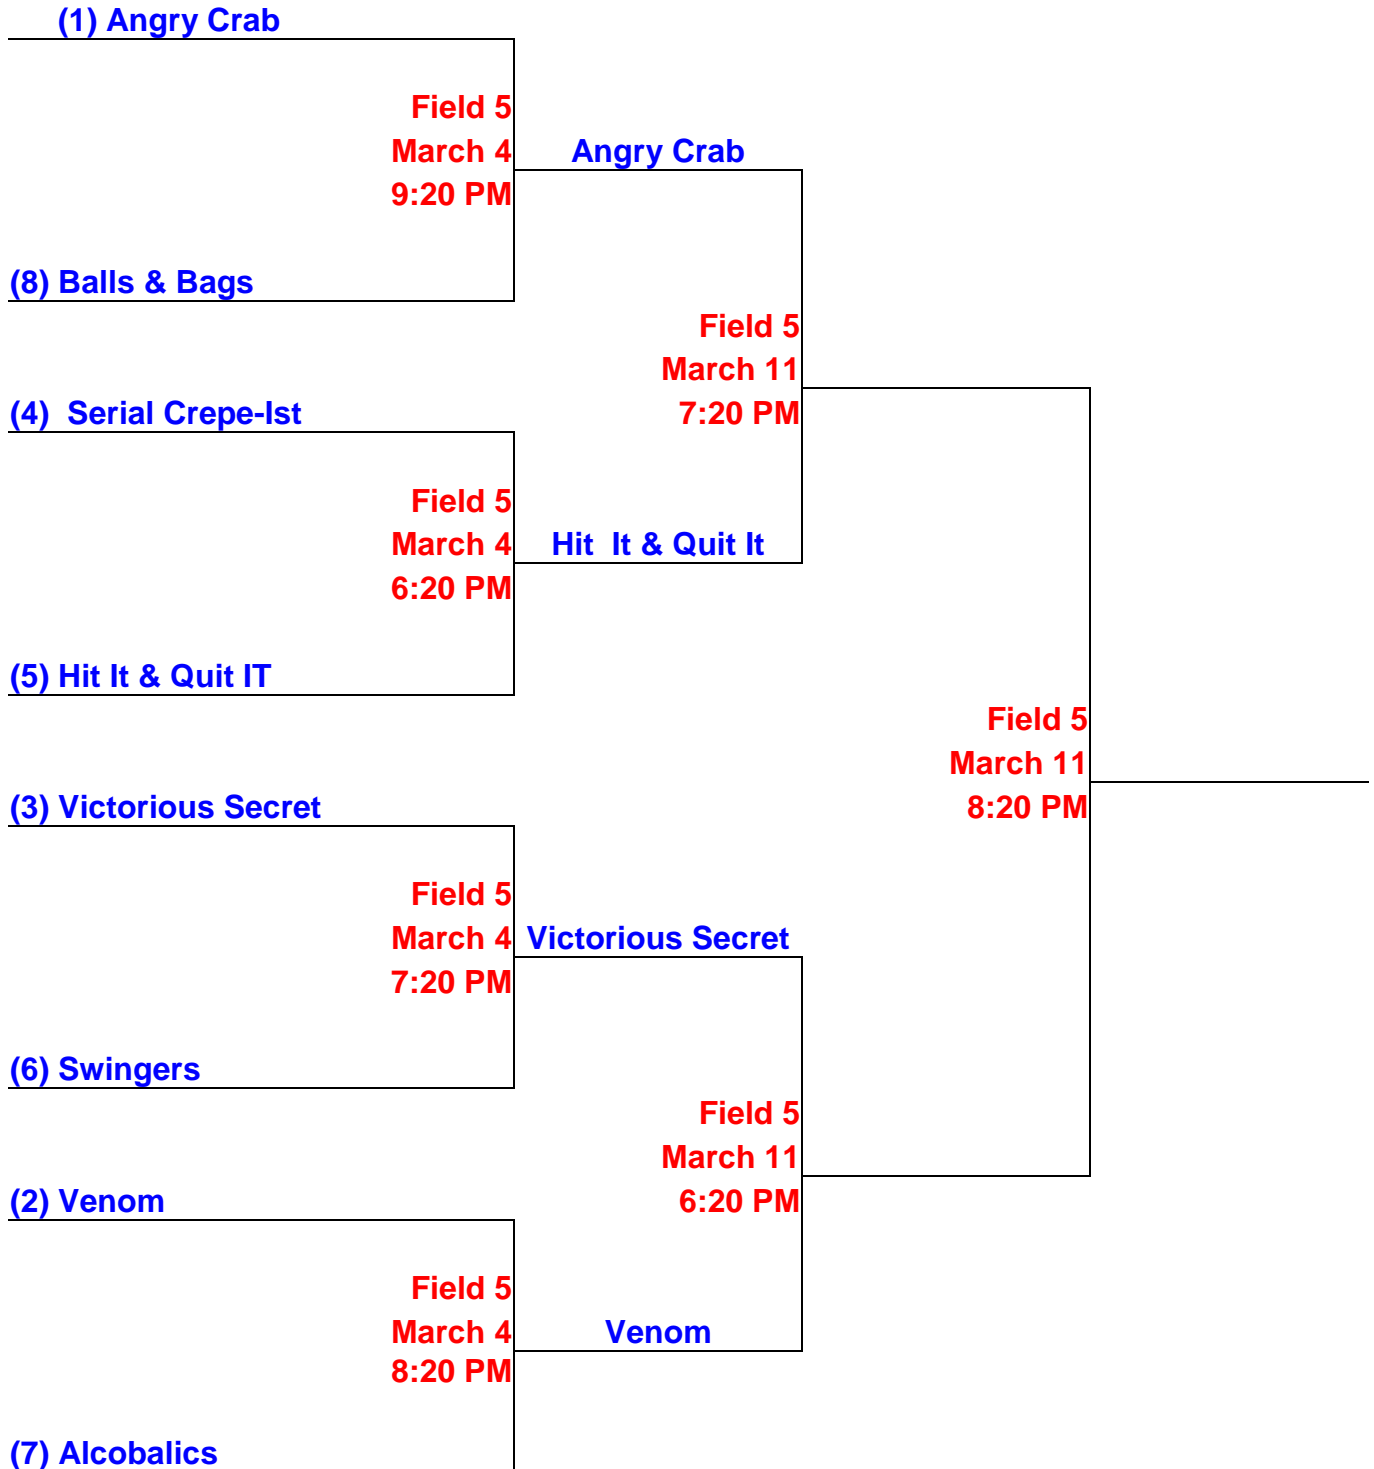 (1) Angry Crab
Field 5
March 4
Angry Crab
9:20 PM
(8) Balls & Bags
Field 5
March 11
(4)  Serial Crepe-Ist
7:20 PM
Field 5
March 4
Hit  It & Quit It
6:20 PM
(5) Hit It & Quit IT
Field 5
March 11
(3) Victorious Secret
8:20 PM
Field 5
March 4
Victorious Secret
7:20 PM
(6) Swingers
Field 5
March 11
(2) Venom
6:20 PM
Field 5
March 4
Venom
8:20 PM
(7) Alcobalics